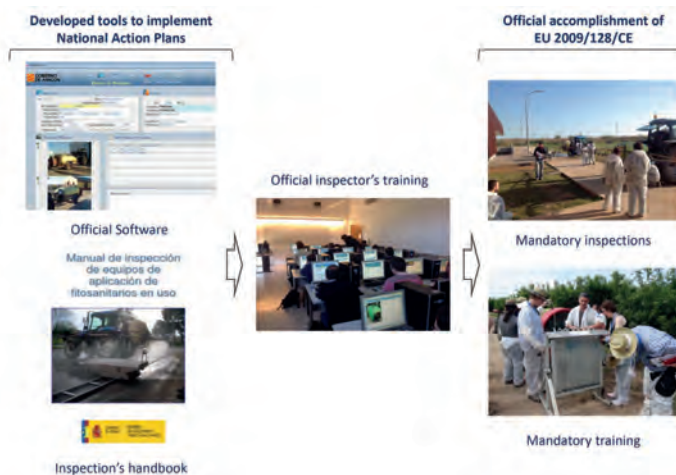 Developed tools to implement
National Action Plans
Official Software
Manual de inspección
de equipos de
aplicación de
fitosanitarios en uso
Inspection's handbook
Official inspector's training
Official accomplishment of
EU 2009/128/CE
Mandatory inspections
Mandatory training